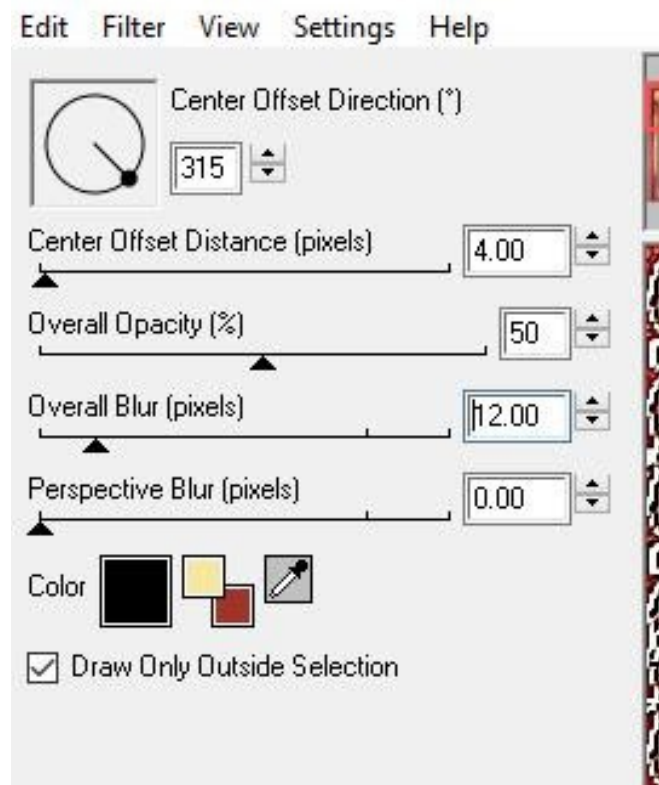 Edit Filter View Settings Help
Center Offset Direction (°)
315
Center Offset Distance (pixels)
4.00
Overall Opacity (%)
50
Overall Blur (pixels)
12.00
Perspective Blur (pixels)
0.00
Color
Draw Only Outside Selection